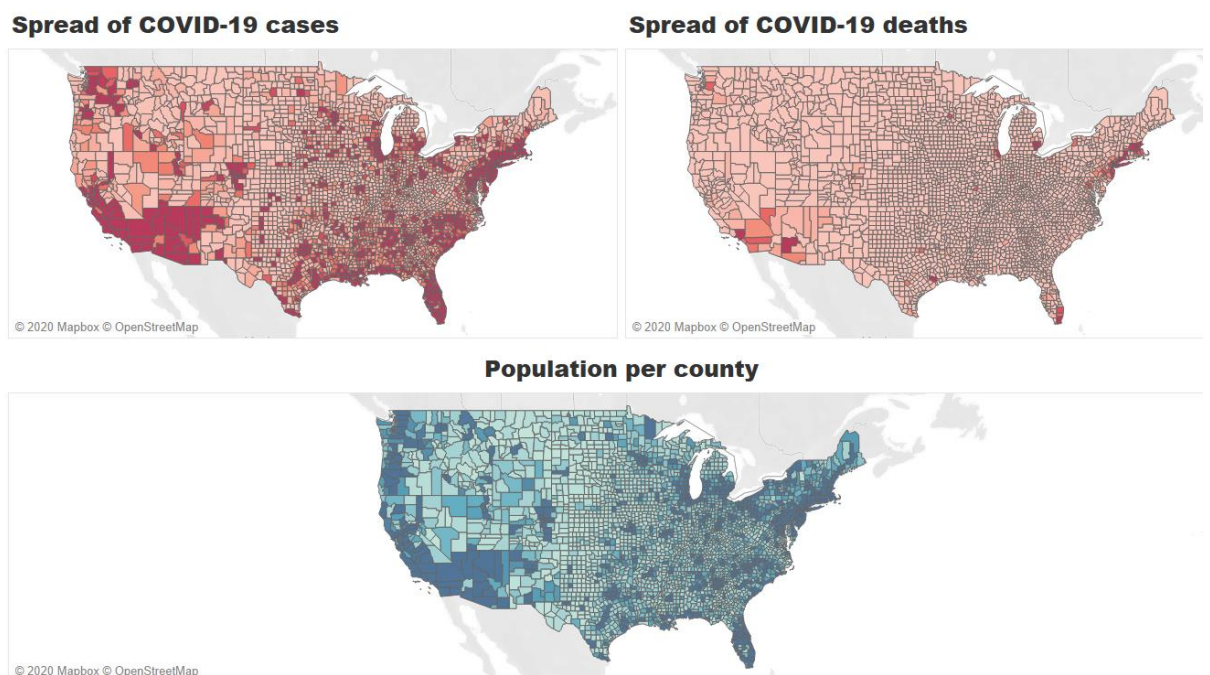 Spread of COVID-19 cases
Spread of COVID-19 deaths
© 2020 Mapbox © OpenStreetMap
© 2020 Mapbox © OpenStreetMap
Population per county
© 2020 Mapbox © OpenStreetMap